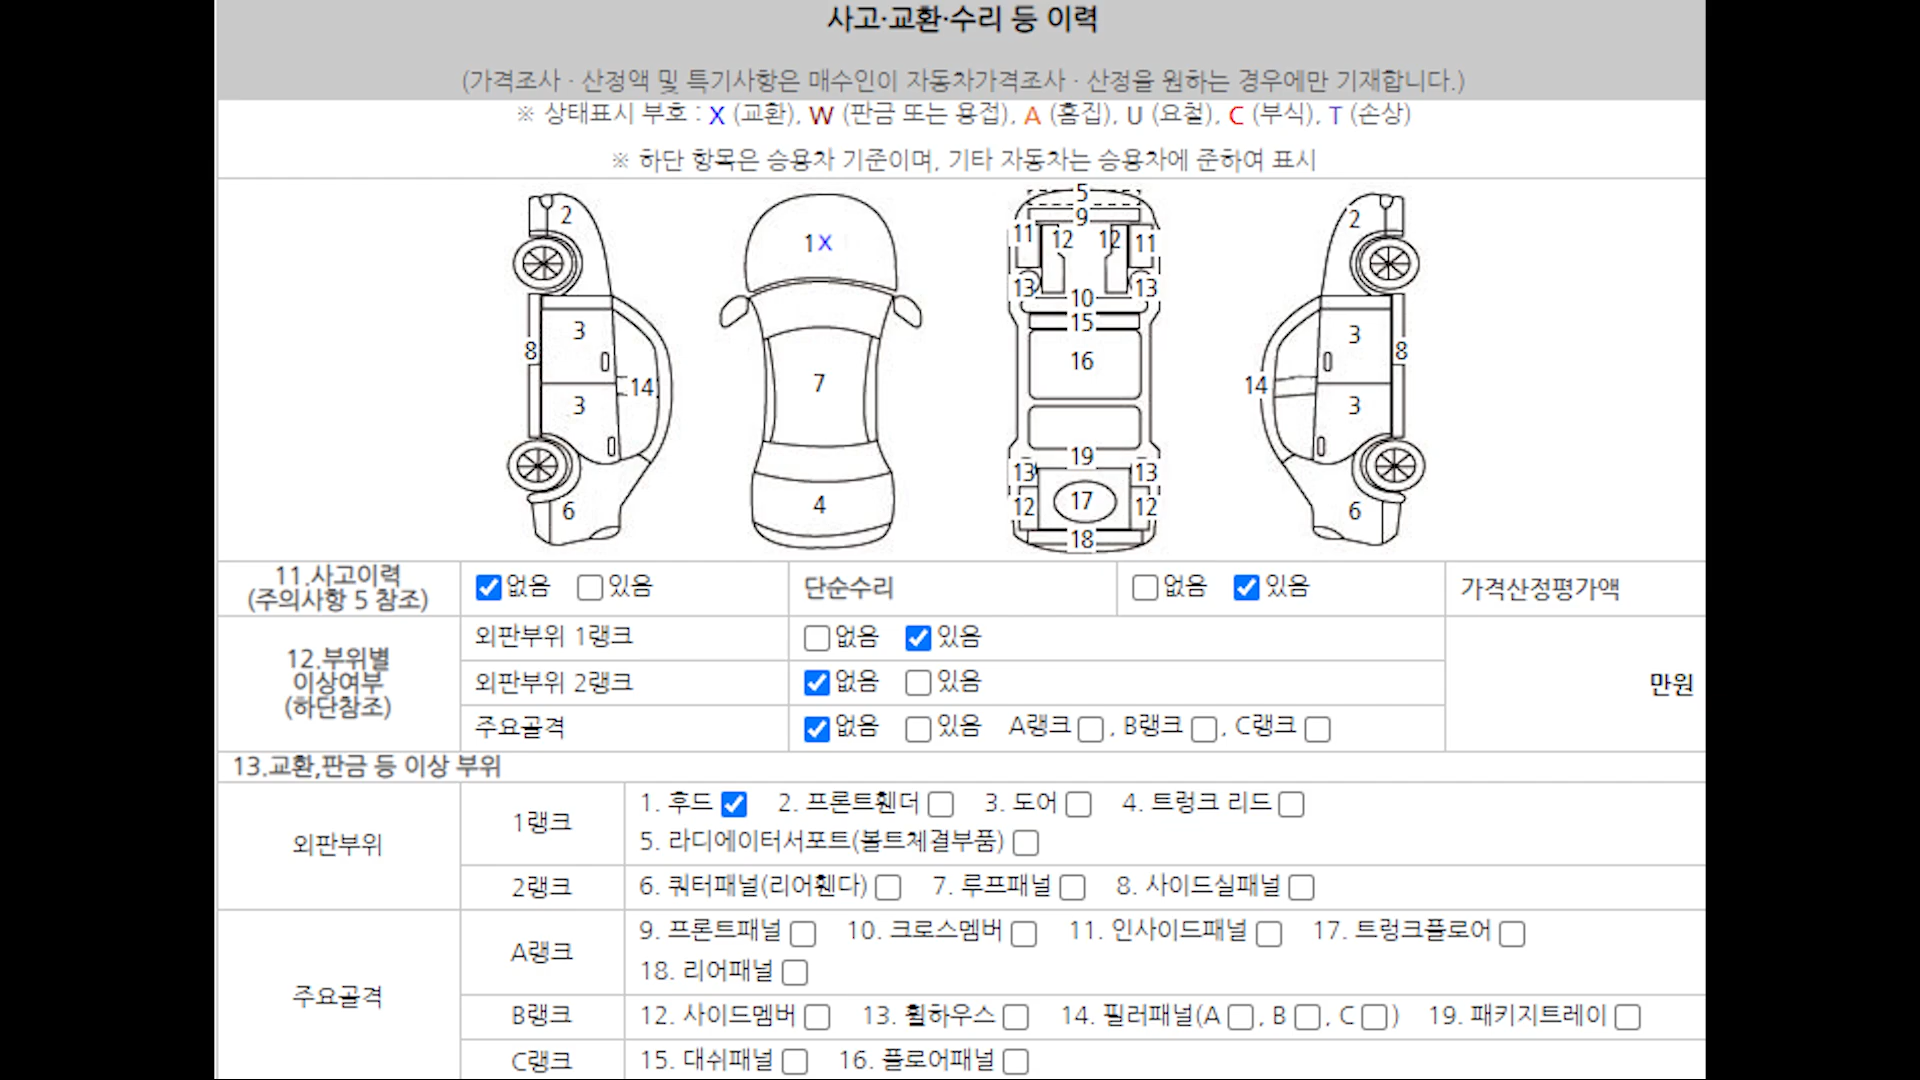 사고·교환·수리 등 이력
(가격조사 · 산정액 및 특기사항은 매수인이 자동차가격조사 · 산정을 원하는 경우에만 기재합니다.)
※ 상태표시 부호 : X (교환), W (판금 또는 용접), A (흠집), U (요철), C (부식), T (손상)
※ 하단 항목은 승용차 기준이며, 기타 자동차는 승용차에 준하여 표시
2
3
8
14
3
6
1X
7
4
5
9
11 12 12 11
13 13
10
15
16
19
13 13
12 17 12
18
2
3
8
14
3
6
11.사고이력
(주의사항 5 참조)
없음 있음
단순수리
없음 있음
가격산정평가액
12.부위별
이상여부
(하단참조)
외판부위 1랭크
없음 있음
외판부위 2랭크
없음 있음
주요골격
없음 있음 A랭크 , B랭크 , C랭크
만원
13.교환,판금 등 이상 부위
외판부위
1랭크
1. 후드 2. 프론트휀더 3. 도어 4. 트렁크 리드
5. 라디에이터서포트(볼트체결부품)
2랭크
6. 쿼터패널(리어휀다) 7. 루프패널 8. 사이드실패널
주요골격
A랭크
9. 프론트패널 10. 크로스멤버 11. 인사이드패널 17. 트렁크플로어
18. 리어패널
B랭크
12. 사이드멤버 13. 휠하우스 14. 필러패널(A , B , C ) 19. 패키지트레이
C랭크
15. 대쉬패널 16. 플로어패널